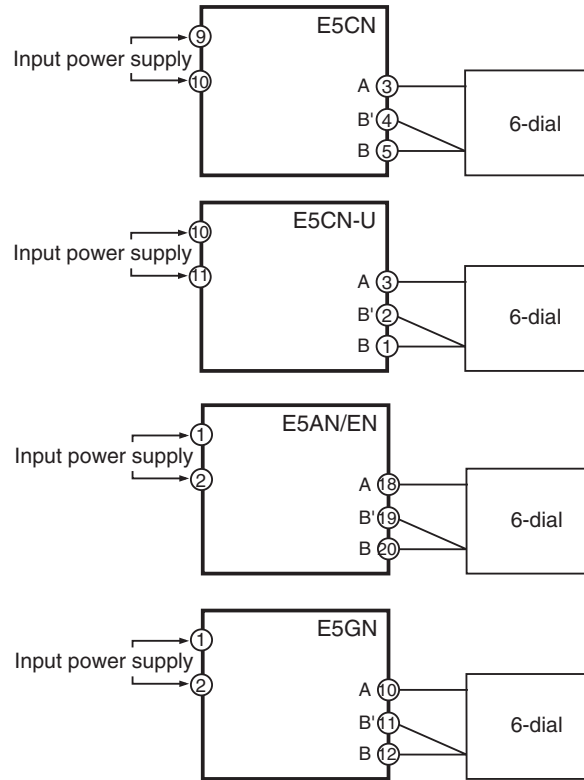 E5CN
9
Input power supply
10
A 3
B' 4
B 5
6-dial
E5CN-U
10
Input power supply
11
A 3
B' 2
B 1
6-dial
E5AN/EN
1
Input power supply
2
A 18
B' 19
B 20
6-dial
E5GN
1
Input power supply
2
A 10
B' 11
B 12
6-dial